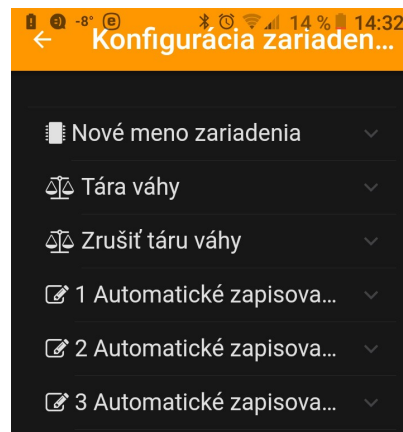 -8° e 14 % 14:32
Konfigurácia zariaden...
Nové meno zariadenia
Tára váhy
Zrušiť táru váhy
1 Automatické zapisova...
2 Automatické zapisova...
3 Automatické zapisova...